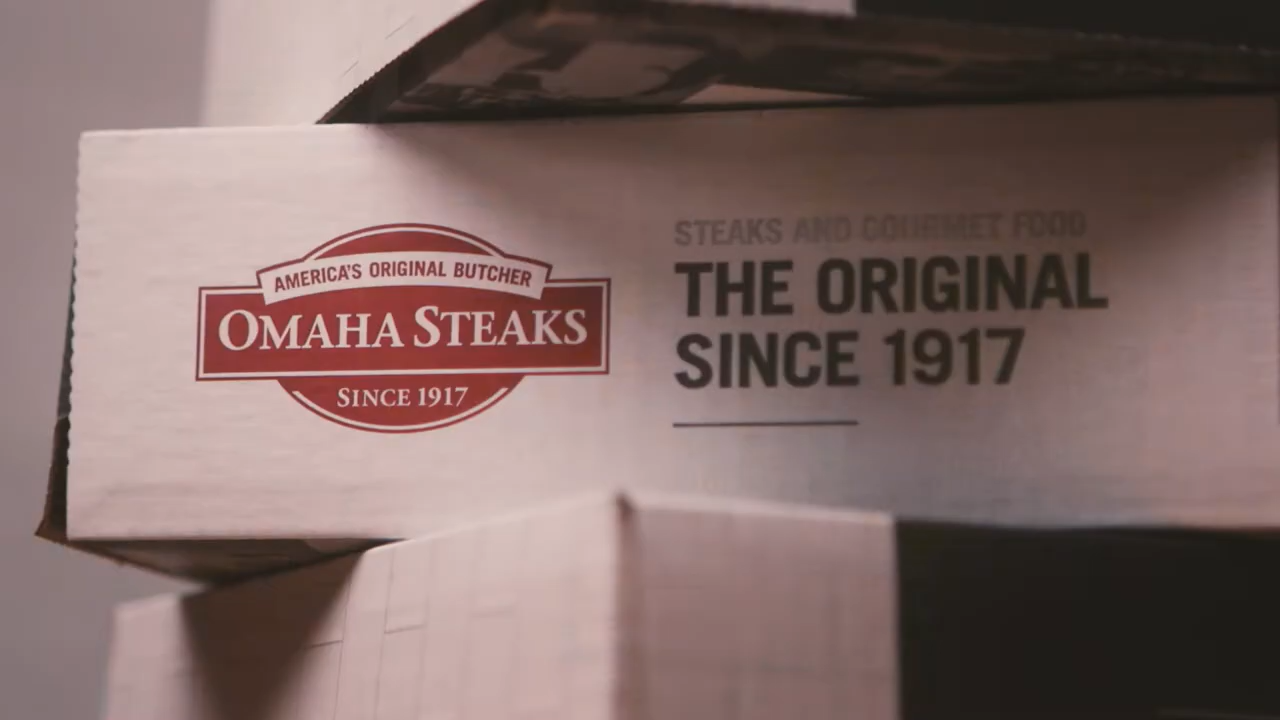 AMERICA'S ORIGINAL BUTCHER
OMAHA STEAKS
SINCE 1917
STEAKS AND GOURMET FOOD
THE ORIGINAL
SINCE 1917